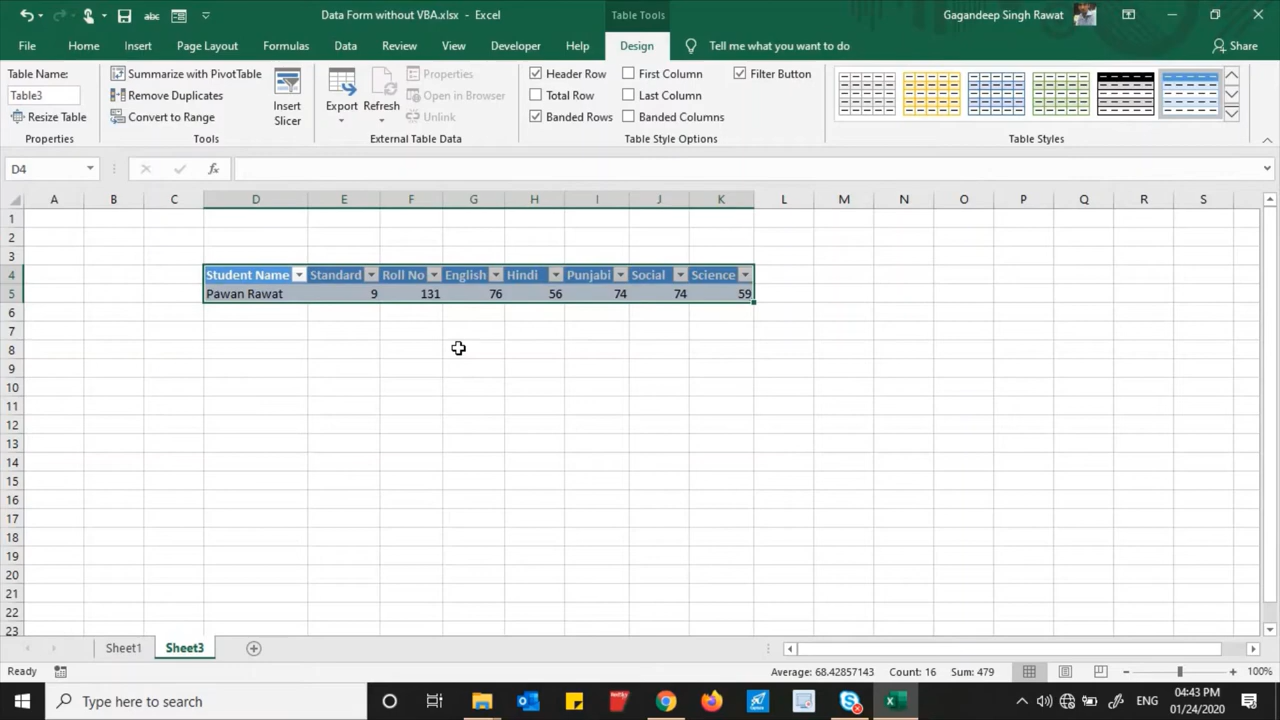 Data Form without VBA.xlsx - Excel
Table Tools
Gagandeep Singh Rawat
File Home Insert Page Layout Formulas Data Review View Developer Help Design Tell me what you want to do Share
Table Name:
Table3
Resize Table
Properties
Summarize with PivotTable
Remove Duplicates
Convert to Range
Tools
Insert Slicer
Export
Refresh
Properties
Open in Browser
Unlink
External Table Data
Header Row First Column Filter Button
Total Row Last Column
Banded Rows Banded Columns
Table Style Options
Table Styles
D4 fx
A B C D E F G H I J K L M N O P Q R S
1
2
3
4 Student Name Standard Roll No English Hindi Punjabi Social Science
5 Pawan Rawat 9 131 76 56 74 74 59
6
7
8
9
10
11
12
13
14
15
16
17
18
19
20
21
22
23
Sheet1 Sheet3
Ready Average: 68.42857143 Count: 16 Sum: 479 100%
Type here to search
ENG
04:43 PM
01/24/2020